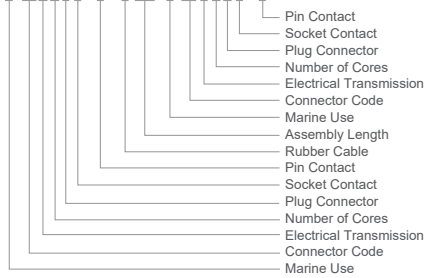 Pin Contact
Socket Contact
Plug Connector
Number of Cores
Electrical Transmission
Connector Code
Marine Use
Assembly Length
Rubber Cable
Pin Contact
Socket Contact
Plug Connector
Number of Cores
Electrical Transmission
Connector Code
Marine Use